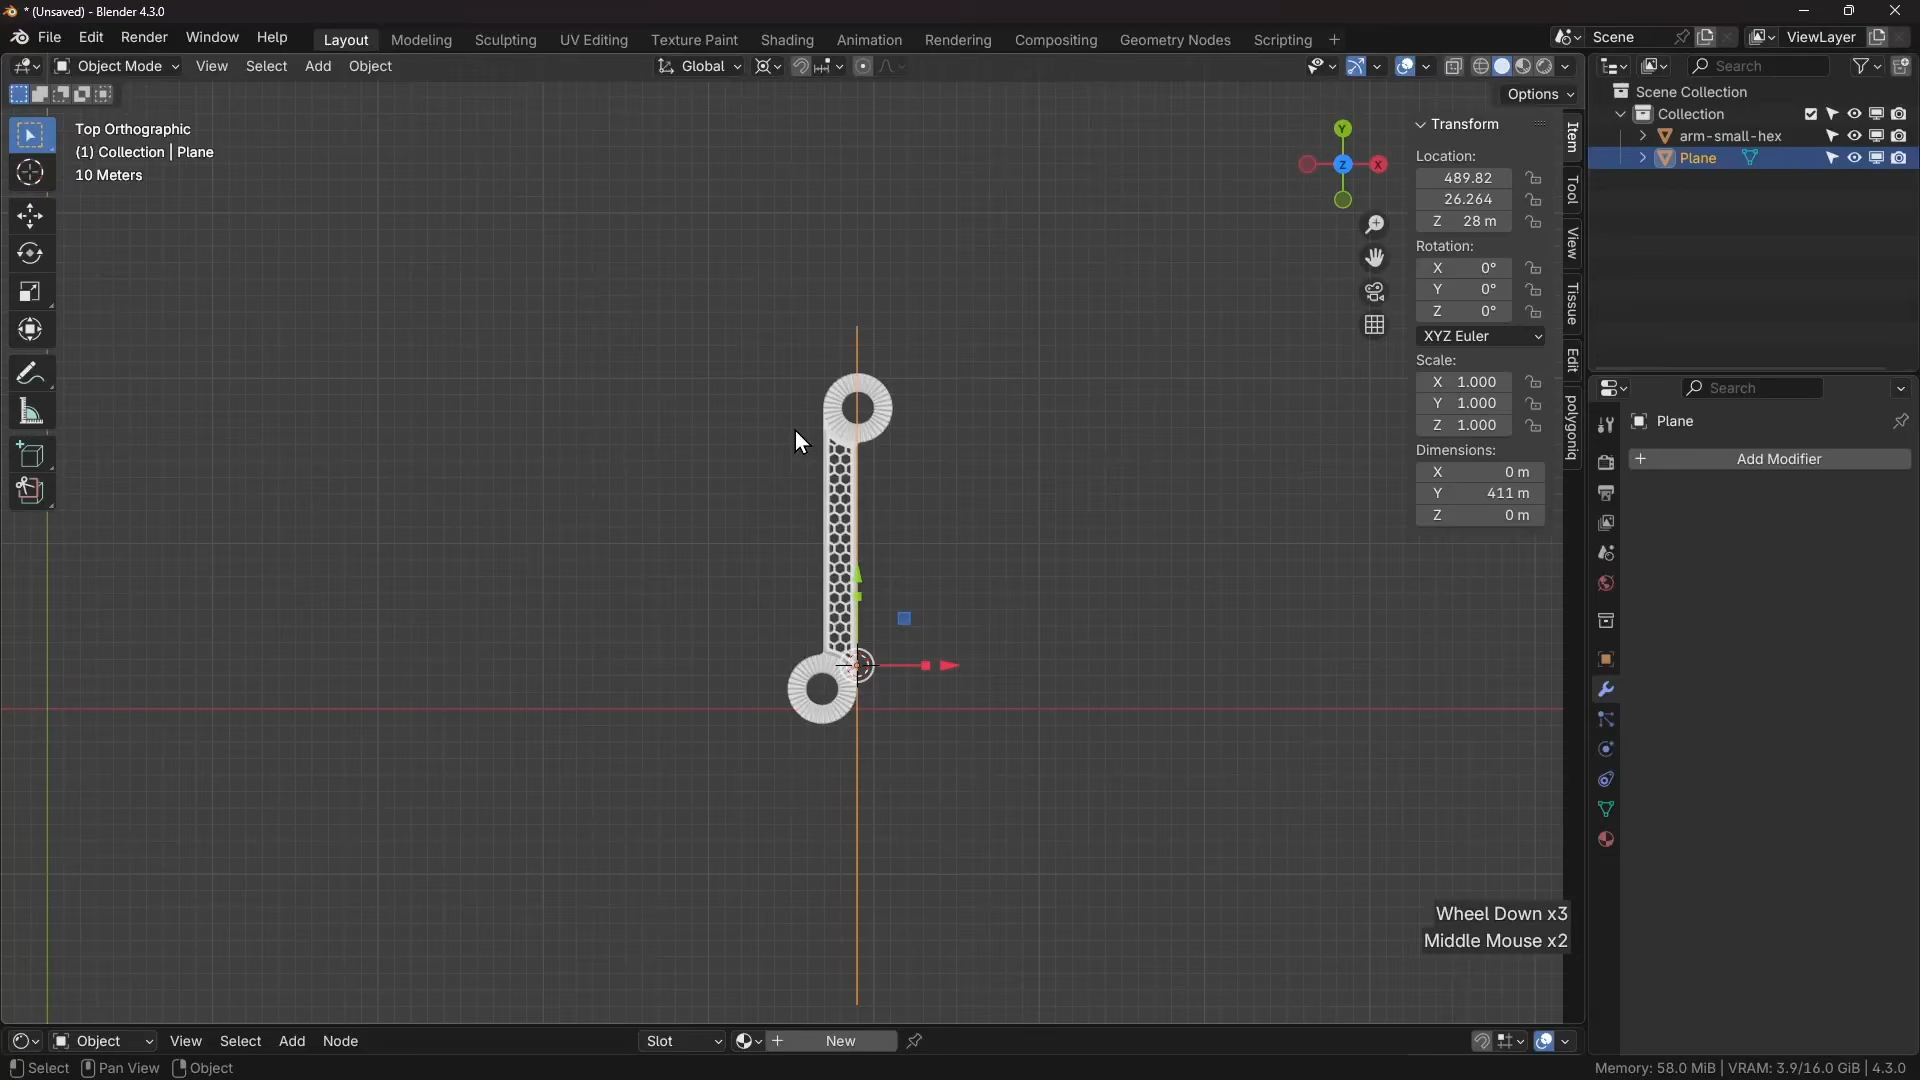 * (Unsaved) - Blender 4.3.0
File Edit Render Window Help Layout Modeling Sculpting UV Editing Texture Paint Shading Animation Rendering Compositing Geometry Nodes Scripting + Scene ViewLayer
Object Mode View Select Add Object Global Search
Options
Top Orthographic
(1) Collection | Plane
10 Meters
Y
X
Z
Transform
Location:
489.82
26.264
Z 28 m
Rotation:
X 0°
Y 0°
Z 0°
XYZ Euler
Scale:
X 1.000
Y 1.000
Z 1.000
Dimensions:
X 0 m
Y 411 m
Z 0 m
Item
Tool
View
Tissue
Edit
polygoniq
Scene Collection
Collection
arm-small-hex
Plane
Search
Plane
+ Add Modifier
Wheel Down x3
Middle Mouse x2
Object View Select Add Node Slot + New
Select Pan View Object Memory: 58.0 MiB | VRAM: 3.9/16.0 GiB | 4.3.0